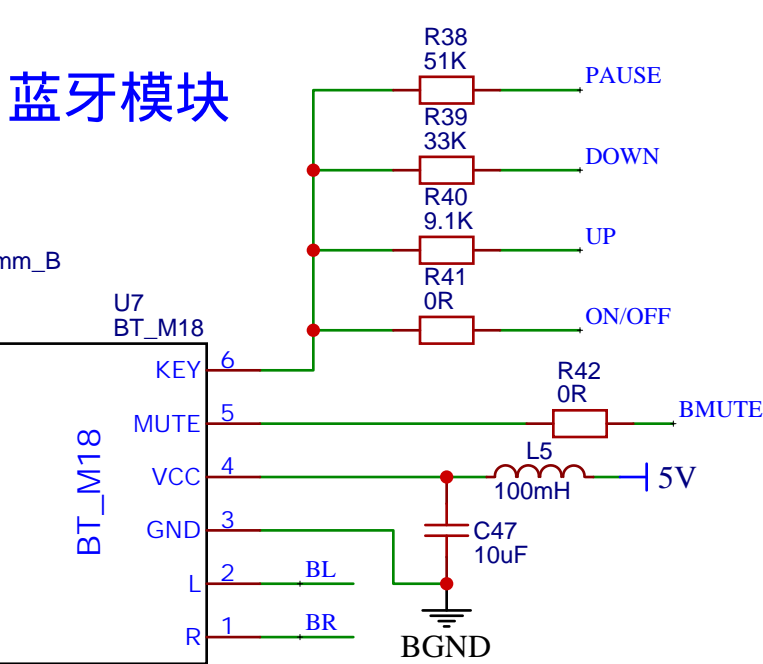 蓝牙模块
R38
51K
PAUSE
R39
33K
DOWN
R40
9.1K
UP
mm_B
R41
0R
ON/OFF
U7
BT_M18
KEY
6
R42
0R
BMUTE
MUTE
5
BT_M18
VCC
4
L5
100mH
5V
GND
3
C47
10uF
L
2
BL
R
1
BR
BGND